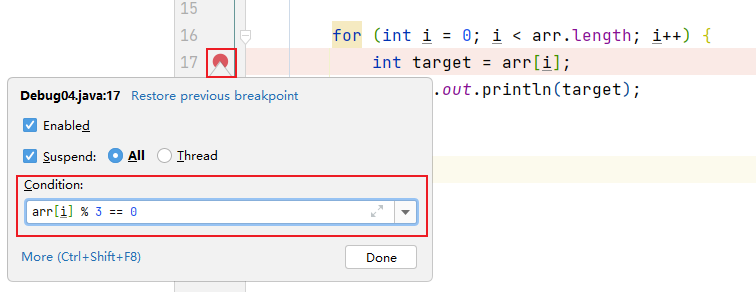 15
16 for (int i = 0; i < arr.length; i++) {
17 int target = arr[i];
.out.println(target);
Debug04.java:17 Restore previous breakpoint
Enabled
Suspend: All Thread
Condition:
arr[i] % 3 == 0
More (Ctrl+Shift+F8) Done